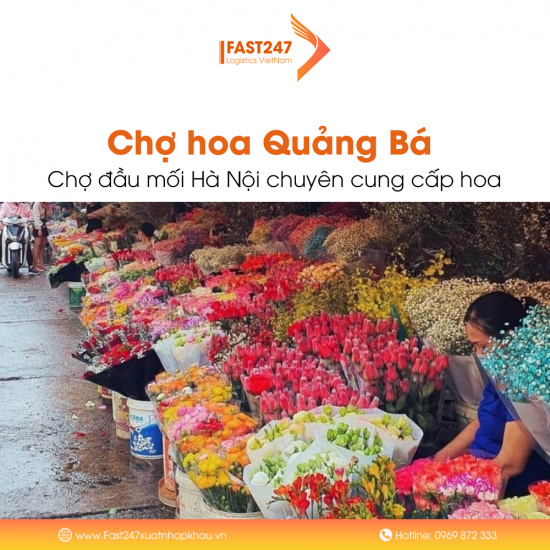 FAST247
Logistics VietNam
Chợ hoa Quảng Bá
Chợ đầu mối Hà Nội chuyên cung cấp hoa
www.Fast247xuatnhapkhau.vn
Hotline: 0969 872 333